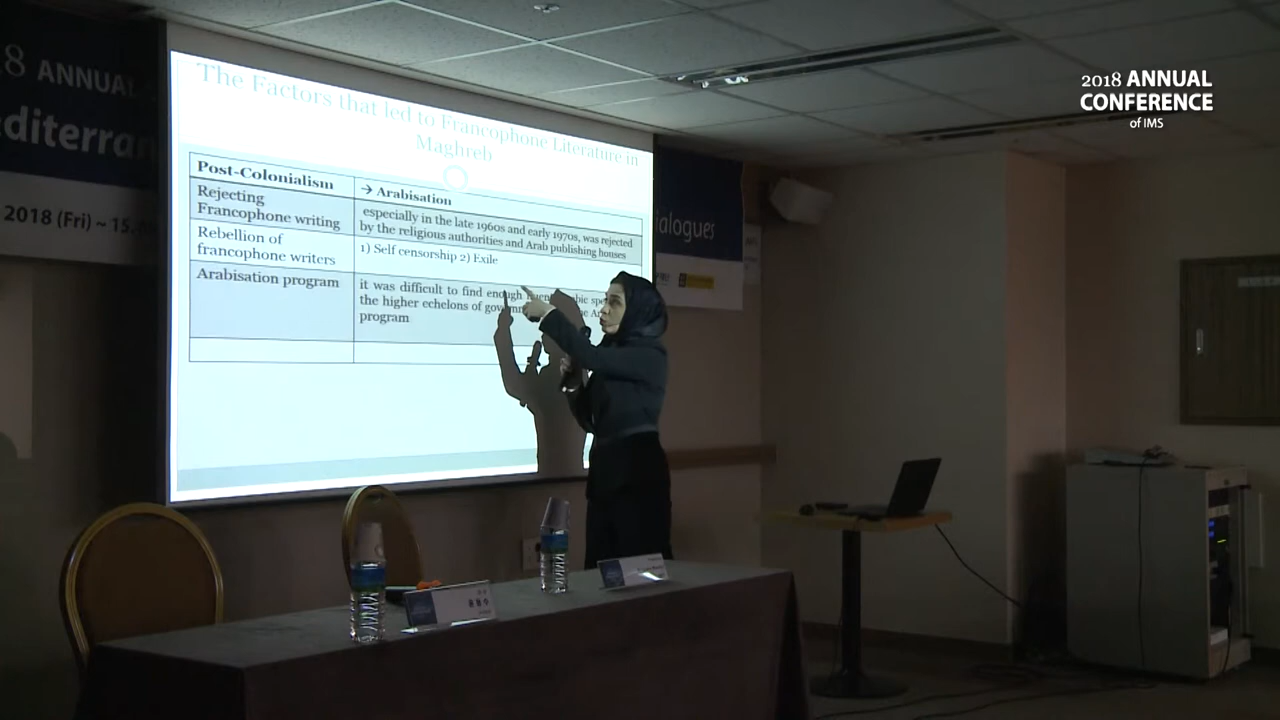 2018 ANNUAL
CONFERENCE
of IMS
8 ANNUAL
editerran
2018 (Fri) ~ 15.
ialogues
The Factors that led to Francophone Literature in
Maghreb
Post-Colonialism
→ Arabisation
Rejecting
Francophone writing
especially in the late 1960s and early 1970s, was rejected
by the religious authorities and Arab publishing houses
Rebellion of
francophone writers
1) Self censorship 2) Exile
Arabisation program
it was difficult to find enough
the higher echelons of
program